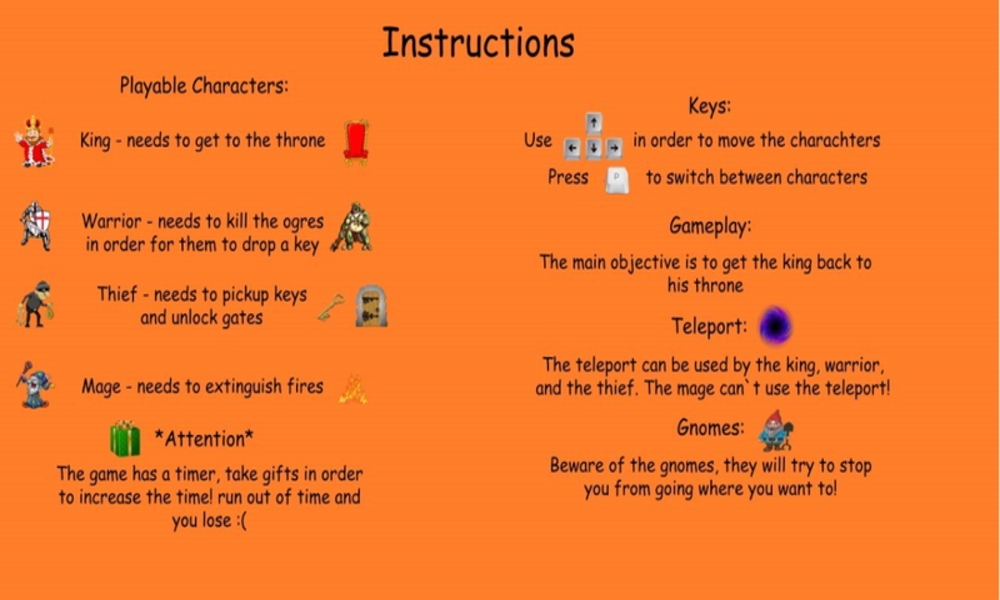 Instructions
Playable Characters:
King - needs to get to the throne
Warrior - needs to kill the ogres
in order for them to drop a key
Thief - needs to pickup keys
and unlock gates
Mage - needs to extinguish fires
*Attention*
The game has a timer, take gifts in order
to increase the time! run out of time and
you lose :(
Keys:
Use ↑ ← ↓ → in order to move the charachters
Press P to switch between characters
Gameplay:
The main objective is to get the king back to
his throne
Teleport:
The teleport can be used by the king, warrior,
and the thief. The mage can`t use the teleport!
Gnomes:
Beware of the gnomes, they will try to stop
you from going where you want to!